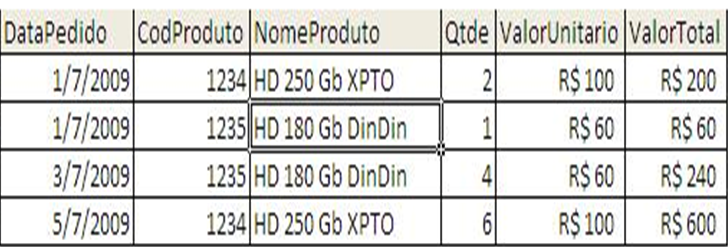 DataPedido CodProduto NomeProduto Qtde ValorUnitario ValorTotal
1/7/2009 1234 HD 250 Gb XPTO 2 R$ 100 R$ 200
1/7/2009 1235 HD 180 Gb DinDin 1 R$ 60 R$ 60
3/7/2009 1235 HD 180 Gb DinDin 4 R$ 60 R$ 240
5/7/2009 1234 HD 250 Gb XPTO 6 R$ 100 R$ 600